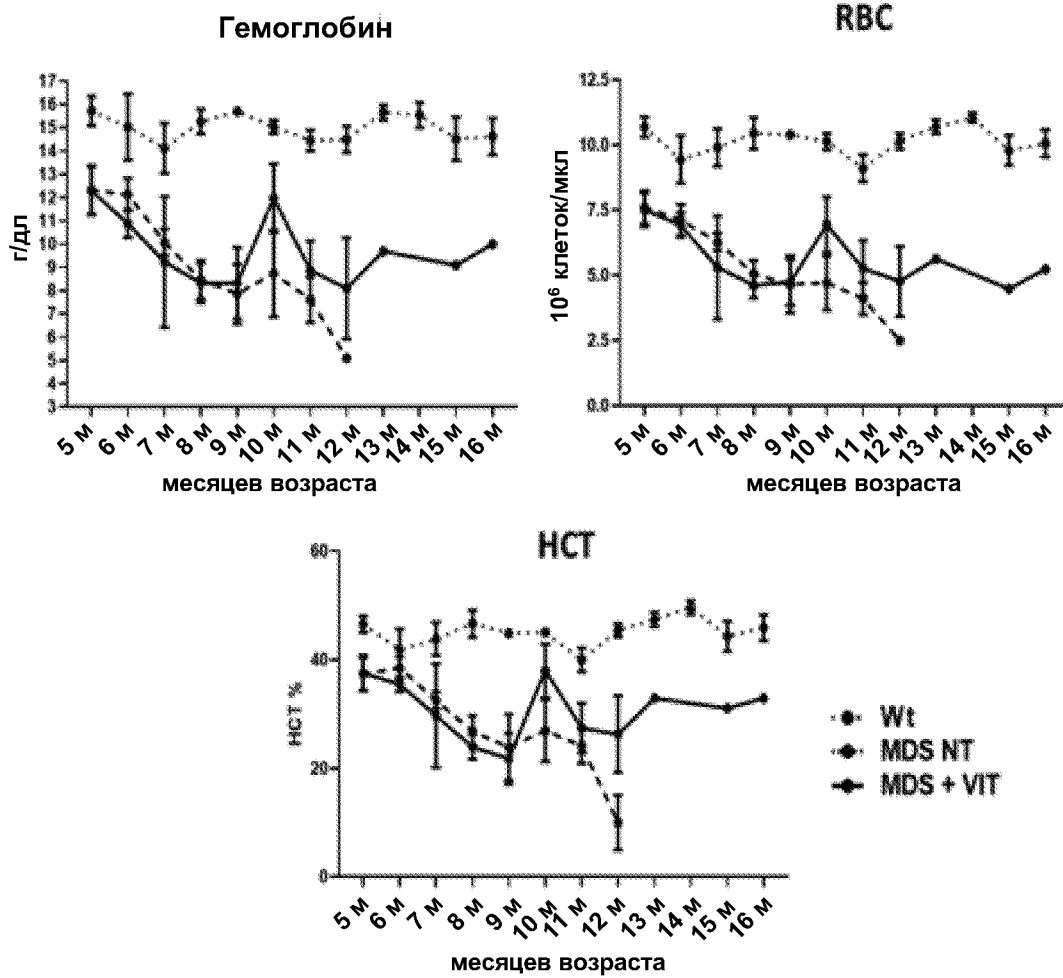 Гемоглобин
г/дл
17
16
15
14
13
12
11
10
9
8
7
6
5
4
3
5 м 6 м 7 м 8 м 9 м 10 м 11 м 12 м 13 м 14 м 15 м 16 м
месяцев возраста
RBC
10⁶ клеток/мкл
12.5
10.0
7.5
5.0
2.5
0.0
5 м 6 м 7 м 8 м 9 м 10 м 11 м 12 м 13 м 14 м 15 м 16 м
месяцев возраста
HCT
HCT %
60
40
20
0
5 м 6 м 7 м 8 м 9 м 10 м 11 м 12 м 13 м 14 м 15 м 16 м
месяцев возраста
Wt
MDS NT
MDS + VIT